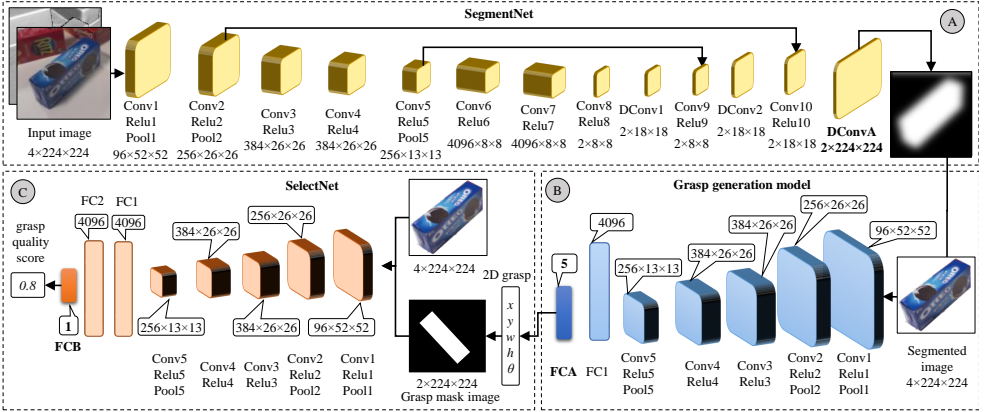 SegmentNet
A
Input image
4×224×224
Conv1
Relu1
Pool1
96×52×52
Conv2
Relu2
Pool2
256×26×26
Conv3
Relu3
384×26×26
Conv4
Relu4
384×26×26
Conv5
Relu5
Pool5
256×13×13
Conv6
Relu6
4096×8×8
Conv7
Relu7
4096×8×8
Conv8
Relu8
2×8×8
DConv1
2×18×18
Conv9
Relu9
2×8×8
DConv2
2×18×18
Conv10
Relu10
2×18×18
DConvA
2×224×224
C
SelectNet
grasp
quality
score
0.8
1
FCB
FC2
4096
FC1
4096
256×13×13
384×26×26
384×26×26
256×26×26
96×52×52
Conv5
Relu5
Pool5
Conv4
Relu4
Conv3
Relu3
Conv2
Relu2
Pool2
Conv1
Relu1
Pool1
OREO
4×224×224
2×224×224
Grasp mask image
2D grasp
x
y
w
h
θ
B
Grasp generation model
5
FCA
4096
FC1
256×13×13
384×26×26
384×26×26
256×26×26
96×52×52
Conv5
Relu5
Pool5
Conv4
Relu4
Conv3
Relu3
Conv2
Relu2
Pool2
Conv1
Relu1
Pool1
OREO
Segmented
image
4×224×224